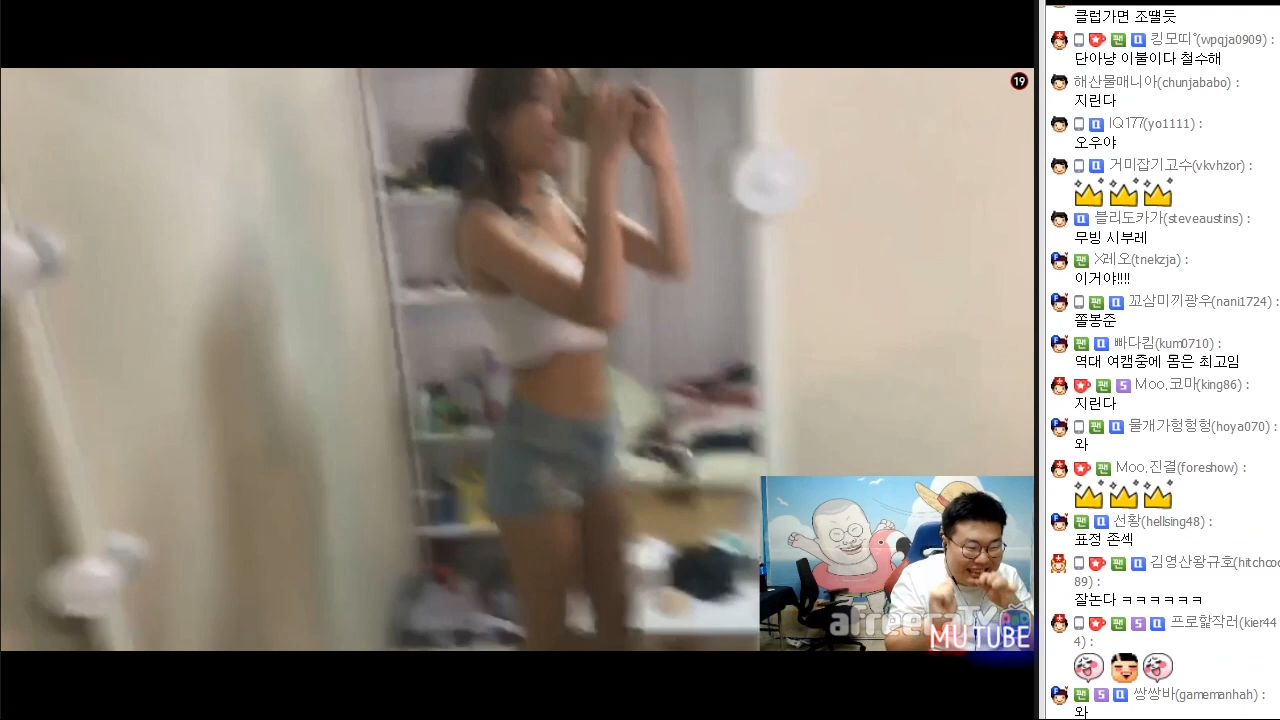 19
afreecaTV
MUTUBE
클럽가면 조땔듯
킹모띠˚(wpqja0909) :
단아냥 이불이다 철수해
해산물매니아(chunjababo) :
지린다
IQ177(yo1111) :
오우야
거미잡기고수(vkvhzor) :
블리도카가(steveaustins) :
무빙 시부레
X레오(tnekzja) :
이거야!!!!
꼬삼미끼광우(nani1724) :
쫄봉준
빠다킴(kum0710) :
역대 여캠중에 몸은 최고임
Moo.코마(king86) :
지린다
물개가헝헝헝(hoya070) :
와
Moo.진결(foreshow) :
선황(hellsing48) :
표정 존섹
김영산왕규호(hitchcoc
89) :
잘논다 ㅋㅋㅋㅋㅋㅋ
프로할작러(kier44
4) :
쌍쌍바(gamemanhah) :
와